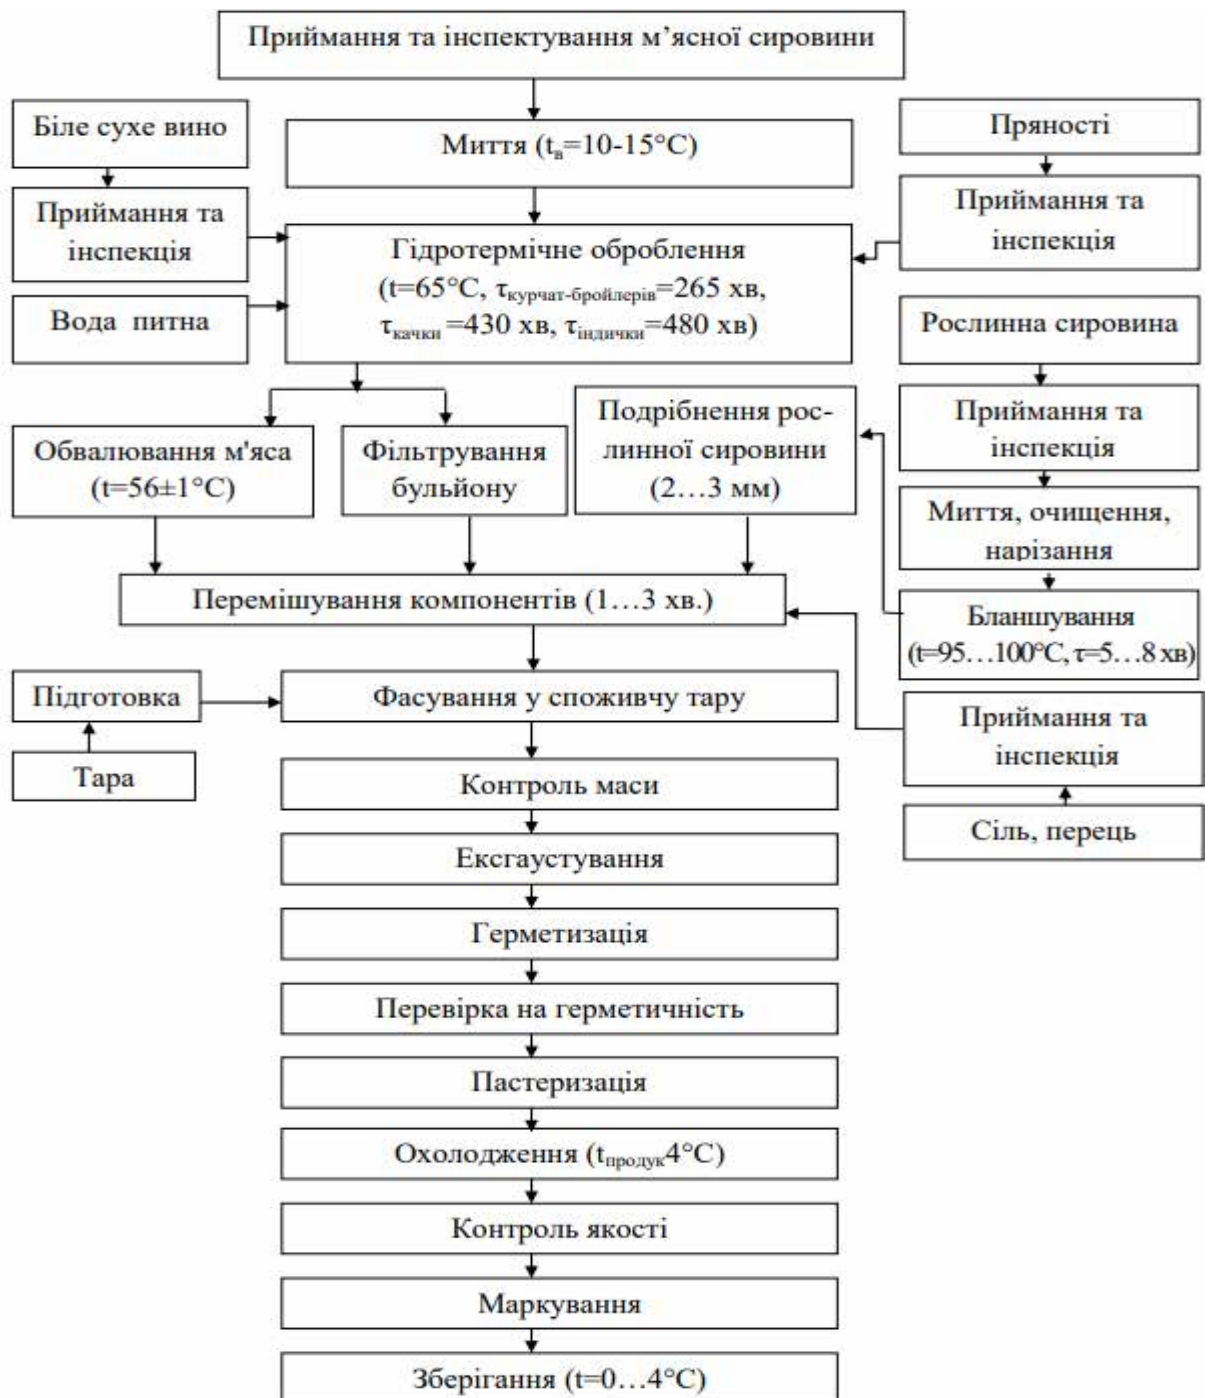 Приймання та інспектування м’ясної сировини
Біле сухе вино
Миття (tв=10-15°С)
Пряності
Приймання та
інспекція
Приймання та
інспекція
Гідротермічне оброблення
(t=65°С, τкурчат-бройлерів=265 хв,
τкачки =430 хв, τіндички=480 хв)
Вода питна
Рослинна сировина
Приймання та
інспекція
Обвалювання м'яса
(t=56±1°С)
Фільтрування
бульйону
Подрібнення рос-
линної сировини
(2…3 мм)
Миття, очищення,
нарізання
Перемішування компонентів (1…3 хв.)
Бланшування
(t=95…100°С, τ=5…8 хв)
Підготовка
Фасування у споживчу тару
Приймання та
інспекція
Тара
Контроль маси
Сіль, перець
Ексгаустування
Герметизація
Перевірка на герметичність
Пастеризація
Охолодження (tпродук4°С)
Контроль якості
Маркування
Зберігання (t=0…4°С)